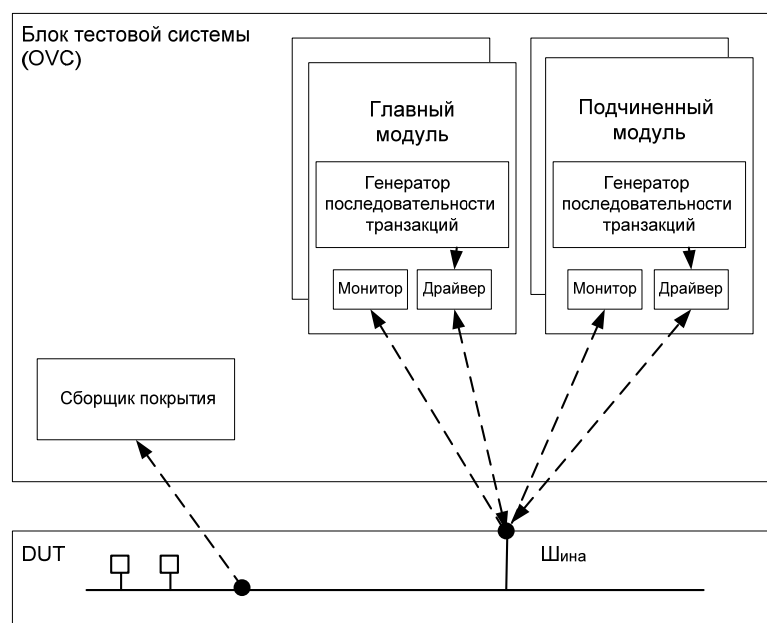 Блок тестовой системы
(OVC)
Главный
модуль
Генератор
последовательности
транзакций
Монитор
Драйвер
Подчиненный
модуль
Генератор
последовательности
транзакций
Монитор
Драйвер
Сборщик покрытия
DUT
Шина